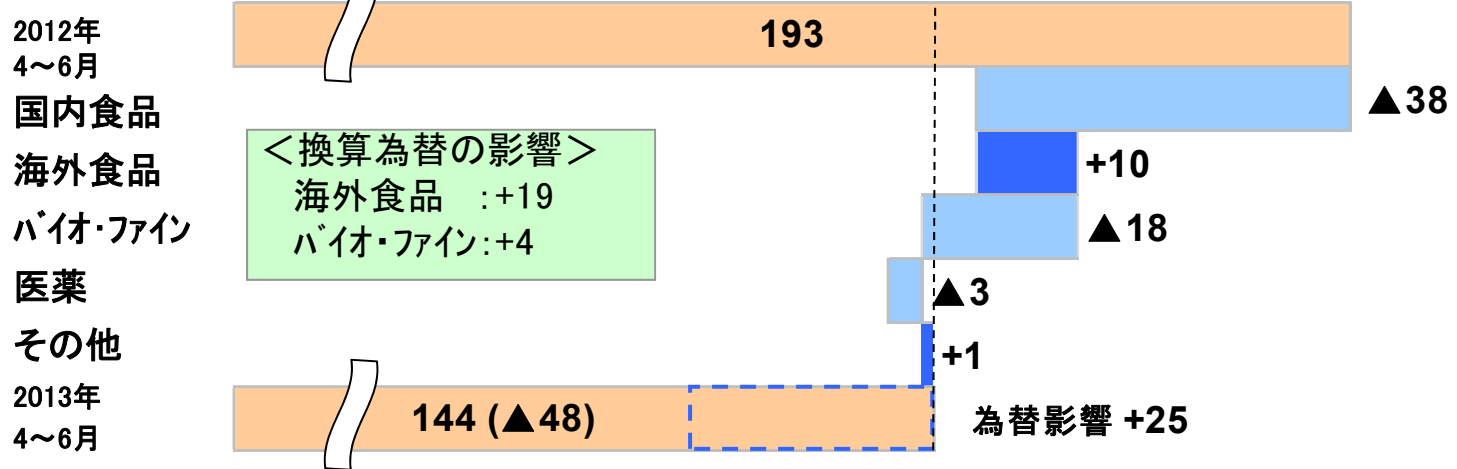 2012年
4～6月
193
国内食品
▲38
海外食品
+10
バイオ・ファイン
▲18
医薬
▲3
その他
+1
2013年
4～6月
144 (▲48)
為替影響 +25
＜換算為替の影響＞
海外食品　:+19
バイオ・ファイン:+4